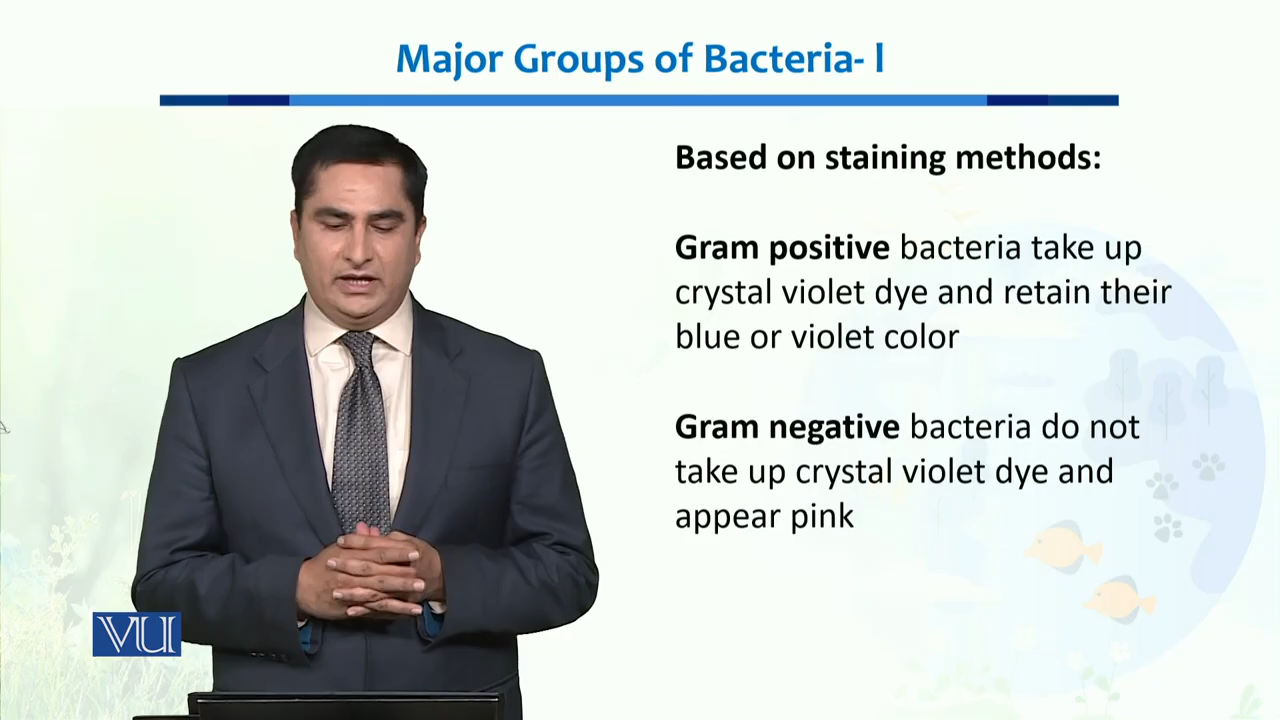 Major Groups of Bacteria- l
Based on staining methods:
Gram positive bacteria take up
crystal violet dye and retain their
blue or violet color
Gram negative bacteria do not
take up crystal violet dye and
appear pink
VU